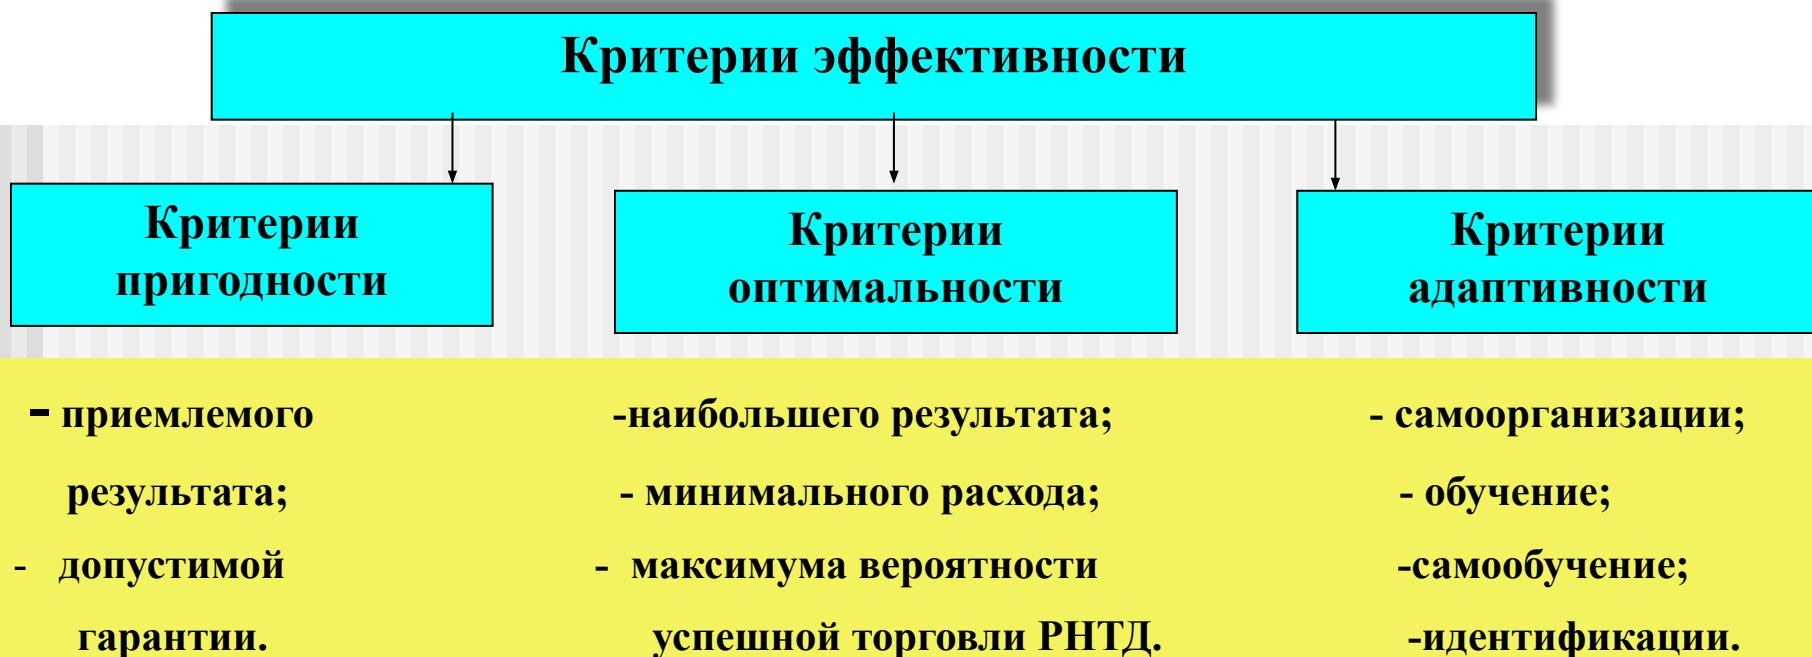 Критерии эффективности
Критерии
пригодности
Критерии
оптимальности
Критерии
адаптивности
- приемлемого
результата;
- допустимой
гарантии.
-наибольшего результата;
- минимального расхода;
- максимума вероятности
успешной торговли РНТД.
- самоорганизации;
- обучение;
-самообучение;
-идентификации.